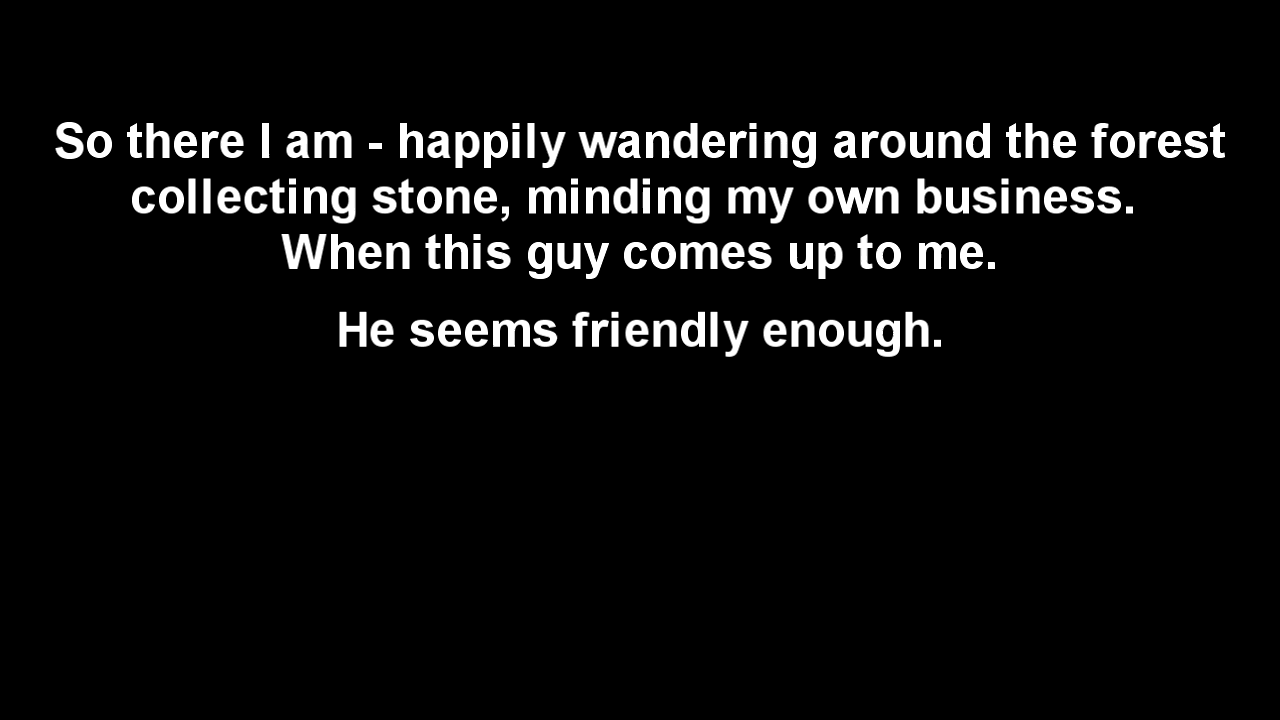 So there I am - happily wandering around the forest
collecting stone, minding my own business.
When this guy comes up to me.
He seems friendly enough.